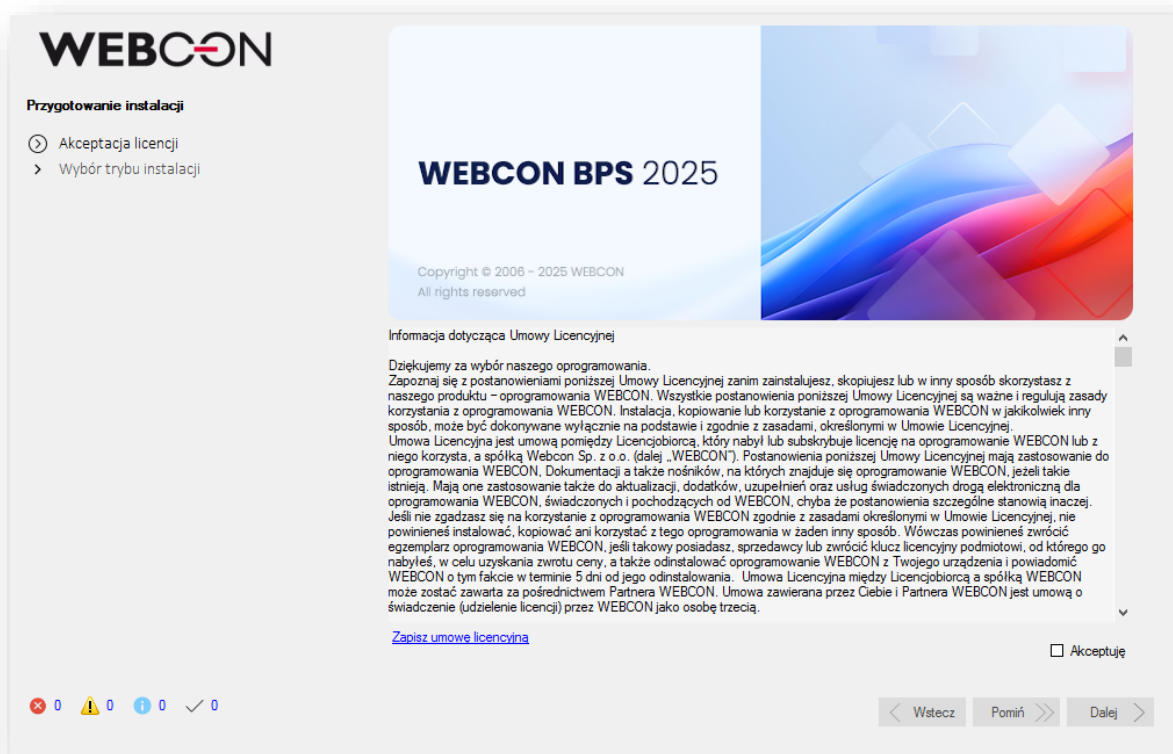 WEBCON
Przygotowanie instalacji
Akceptacja licencji
Wybór trybu instalacji
WEBCON BPS 2025
Copyright © 2006 - 2025 WEBCON
All rights reserved
Informacja dotycząca Umowy Licencyjnej
Dziękujemy za wybór naszego oprogramowania.
Zapoznaj się z postanowieniami poniższej Umowy Licencyjnej zanim zainstalujesz, skopiujesz lub w inny sposób skorzystasz z
naszego produktu – oprogramowania WEBCON. Wszystkie postanowienia poniższej Umowy Licencyjnej są ważne i regulują zasady
korzystania z oprogramowania WEBCON. Instalacja, kopiowanie lub korzystanie z oprogramowania WEBCON w jakikolwiek inny
sposób, może być dokonywane wyłącznie na podstawie i zgodnie z zasadami, określonymi w Umowie Licencyjnej.
Umowa Licencyjna jest umową pomiędzy Licencjobiorcą, który nabył lub subskrybuje licencję na oprogramowanie WEBCON lub z
niego korzysta, a spółką Webcon Sp. z o.o. (dalej „WEBCON”). Postanowienia poniższej Umowy Licencyjnej mają zastosowanie do
oprogramowania WEBCON, Dokumentacji a także nośników, na których znajduje się oprogramowanie WEBCON, jeżeli takie
istnieją. Mają one zastosowanie także do aktualizacji, dodatków, uzupełnień oraz usług świadczonych drogą elektroniczną dla
oprogramowania WEBCON, świadczonych i pochodzących od WEBCON, chyba że postanowienia szczególne stanowią inaczej.
Jeśli nie zgadzasz się na korzystanie z oprogramowania WEBCON zgodnie z zasadami określonymi w Umowie Licencyjnej, nie
powinieneś instalować, kopiować ani korzystać z tego oprogramowania w żaden inny sposób. Wówczas powinieneś zwrócić
egzemplarz oprogramowania WEBCON, jeśli takowy posiadasz, sprzedawcy lub zwrócić klucz licencyjny podmiotowi, od którego go
nabyłeś, w celu uzyskania zwrotu ceny, a także odinstalować oprogramowanie WEBCON z Twojego urządzenia i powiadomić
WEBCON o tym fakcie w terminie 5 dni od jego odinstalowania.  Umowa Licencyjna między Licencjobiorcą a spółką WEBCON
może zostać zawarta za pośrednictwem Partnera WEBCON. Umowa zawierana przez Ciebie i Partnera WEBCON jest umową o
świadczenie (udzielenie licencji) przez WEBCON jako osobę trzecią.
Zapisz umowę licencyjną
Akceptuję
0 0 0 0
Wstecz Pomiń Dalej